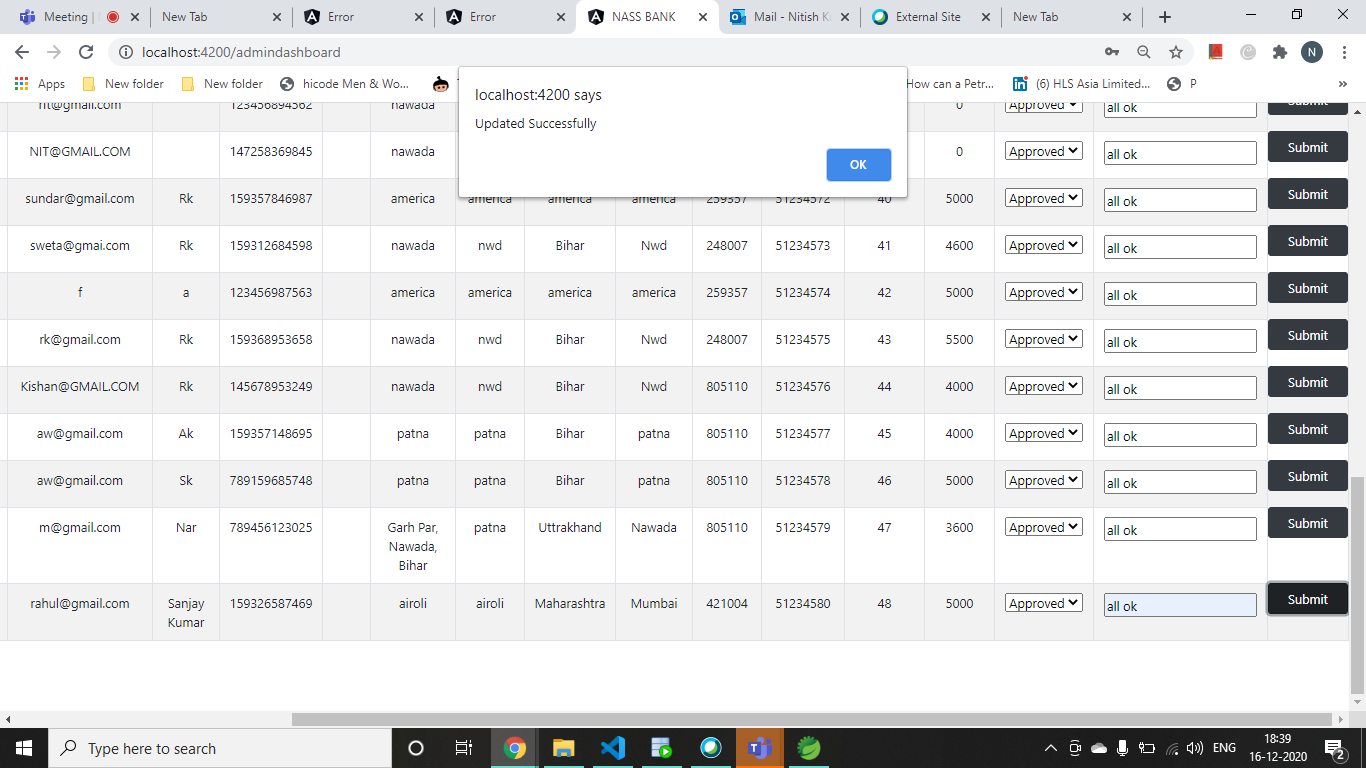 Meeting |
New Tab
Error
Error
NASS BANK
Mail - Nitish K
External Site
New Tab
localhost:4200/admindashboard
N
Apps
New folder
New folder
hicode Men & Wo...
How can a Petr...
(6) HLS Asia Limited...
P
»
localhost:4200 says
Updated Successfully
OK
nt@gmail.com 123456894562 nawada 0 Approved all ok Submit
NIT@GMAIL.COM 147258369845 nawada 0 Approved all ok Submit
sundar@gmail.com Rk 159357846987 america america america america 259357 51234572 40 5000 Approved all ok Submit
sweta@gmai.com Rk 159312684598 nawada nwd Bihar Nwd 248007 51234573 41 4600 Approved all ok Submit
f a 123456987563 america america america america 259357 51234574 42 5000 Approved all ok Submit
rk@gmail.com Rk 159368953658 nawada nwd Bihar Nwd 248007 51234575 43 5500 Approved all ok Submit
Kishan@GMAIL.COM Rk 145678953249 nawada nwd Bihar Nwd 805110 51234576 44 4000 Approved all ok Submit
aw@gmail.com Ak 159357148695 patna patna Bihar patna 805110 51234577 45 4000 Approved all ok Submit
aw@gmail.com Sk 789159685748 patna patna Bihar patna 805110 51234578 46 5000 Approved all ok Submit
m@gmail.com Nar 789456123025 Garh Par, patna Uttrakhand Nawada 805110 51234579 47 3600 Approved all ok Submit
Nawada,
Bihar
rahul@gmail.com Sanjay 159326587469 airoli airoli Maharashtra Mumbai 421004 51234580 48 5000 Approved all ok Submit
Kumar
Type here to search
ENG
18:39
16-12-2020
2